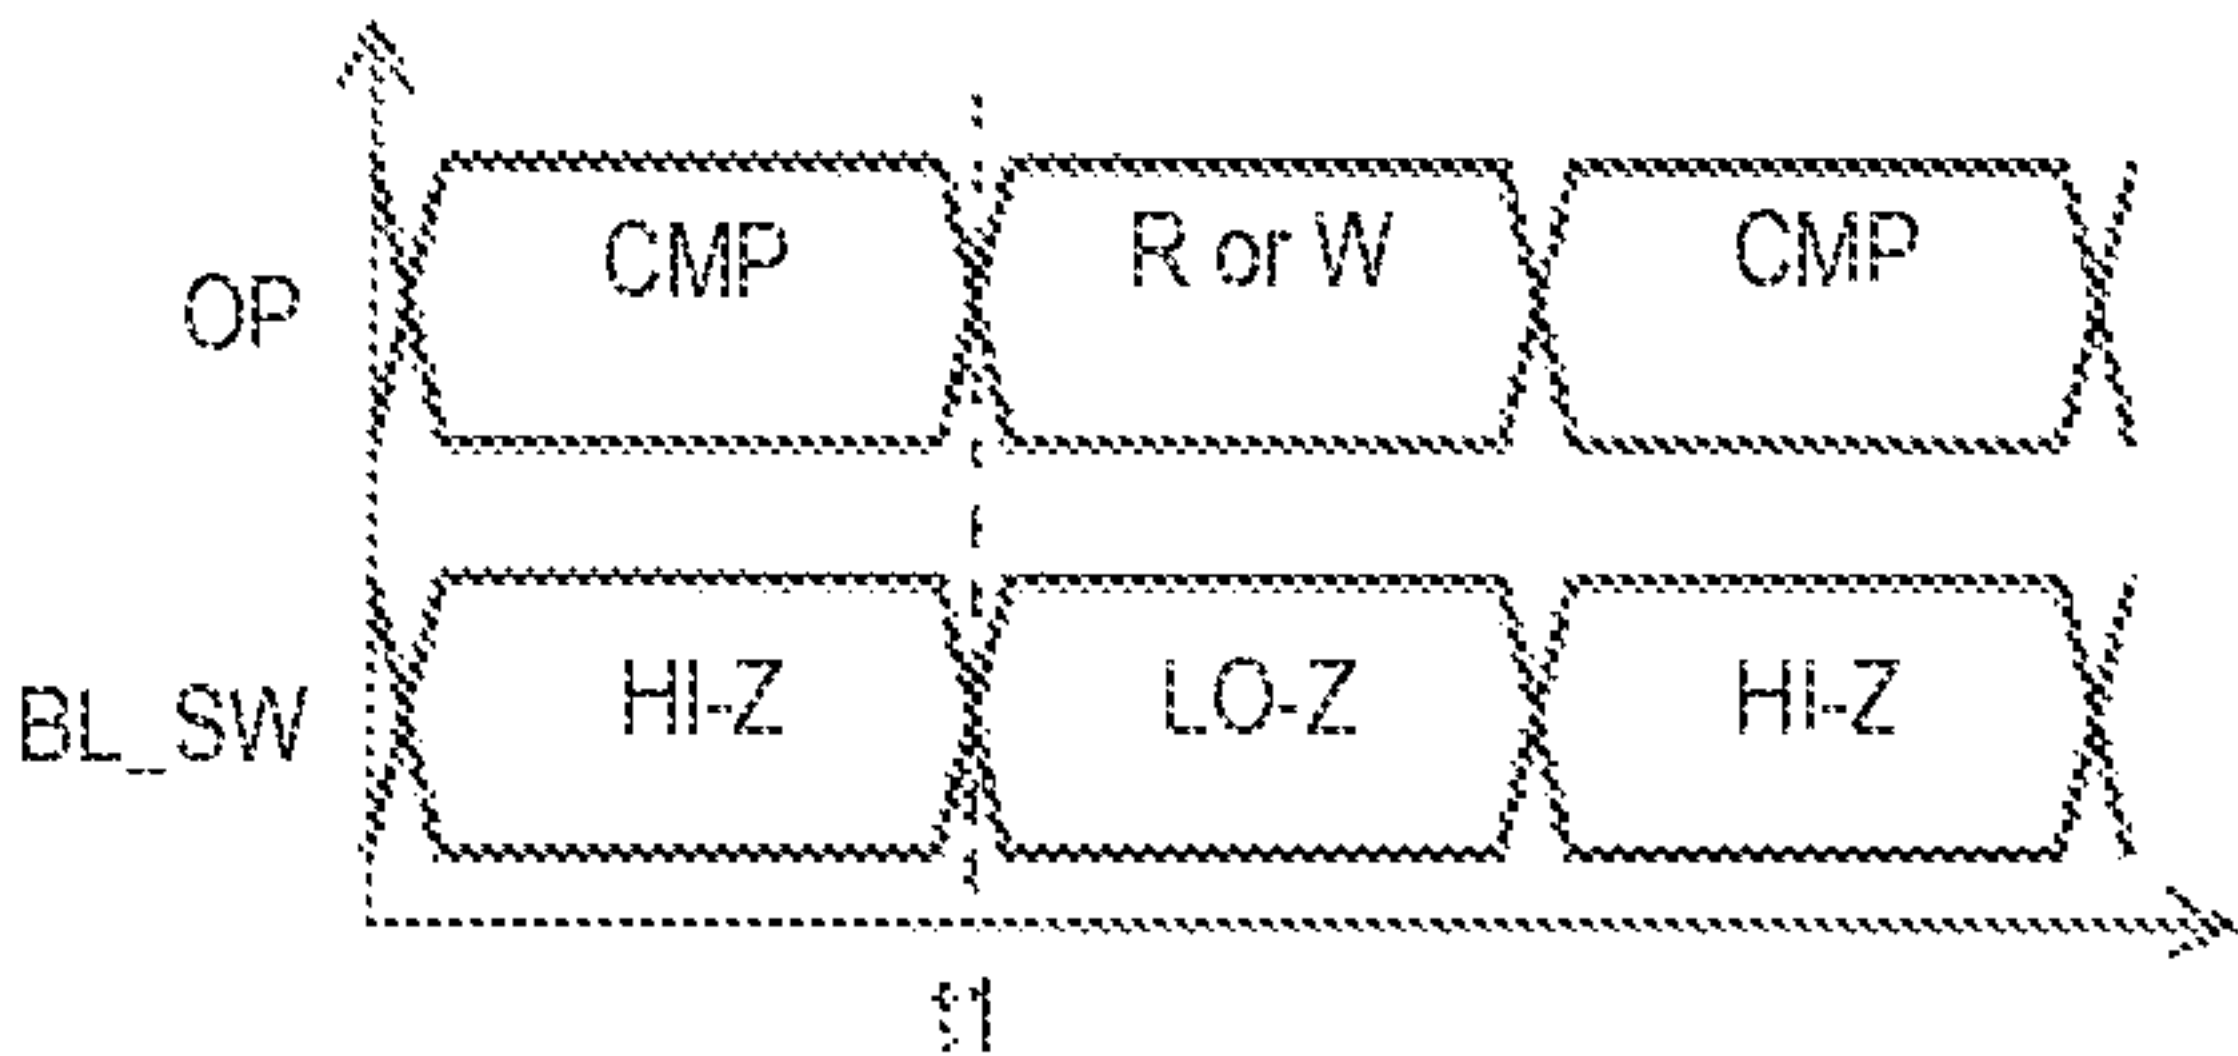 OP CMP R or W CMP
BL_SW HI-Z LO-Z HI-Z
t1